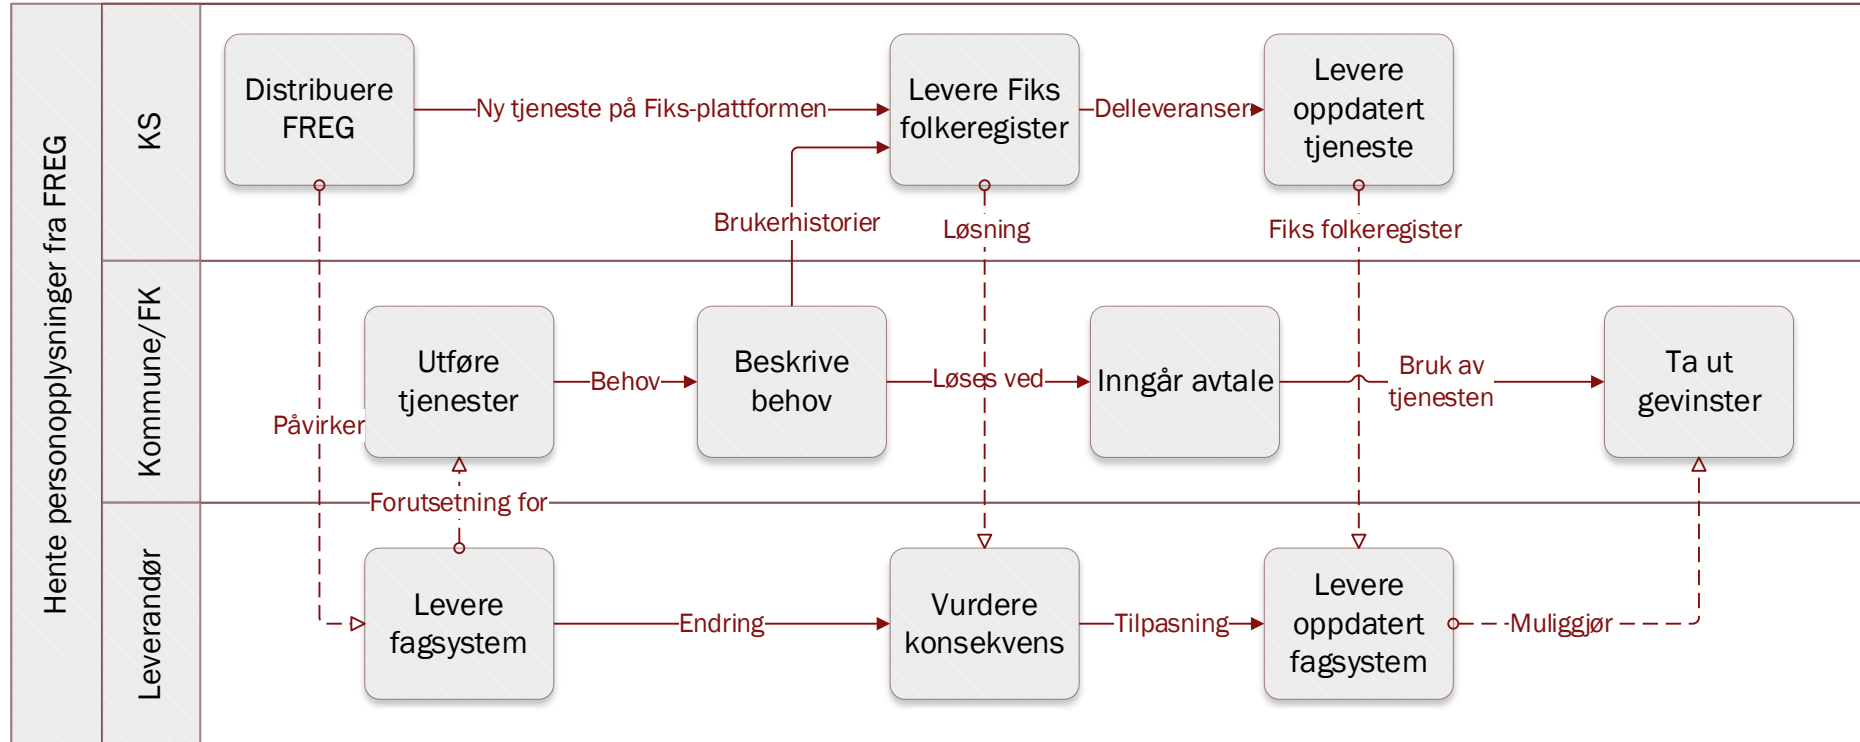 Hente personopplysninger fra FREG
KS
Distribuere
FREG
Ny tjeneste på Fiks-plattformen
Levere Fiks
folkeregister
Delleveranser
Levere
oppdatert
tjeneste
Brukerhistorier
Løsning
Fiks folkeregister
Kommune/FK
Utføre
tjenester
Behov
Beskrive
behov
Løses ved
Inngår avtale
Bruk av
tjenesten
Ta ut
gevinster
Påvirker
Forutsetning for
Leverandør
Levere
fagsystem
Endring
Vurdere
konsekvens
Tilpasning
Levere
oppdatert
fagsystem
Muliggjør